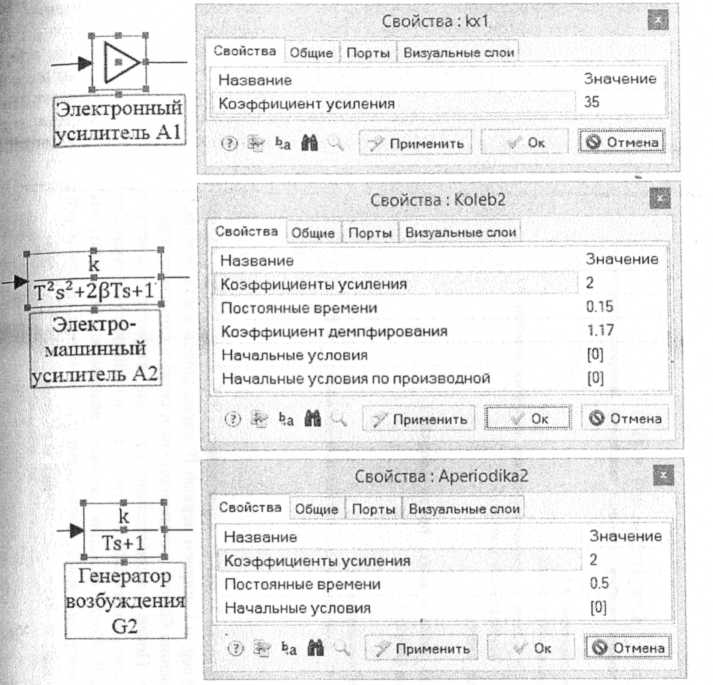 Электронный
усилитель А1
Свойства : kx1
x
Свойства Общие Порты Визуальные слои
Название Значение
Коэффициент усиления 35
? ba Применить Ок Отмена
k
T²s²+2βTs+1
Электро-
машинный
усилитель А2
Свойства : Koleb2
x
Свойства Общие Порты Визуальные слои
Название Значение
Коэффициенты усиления 2
Постоянные времени 0.15
Коэффициент демпфирования 1.17
Начальные условия [0]
Начальные условия по производной [0]
? ba Применить Ок Отмена
k
Ts+1
Генератор
возбуждения
G2
Свойства : Aperiodika2
x
Свойства Общие Порты Визуальные слои
Название Значение
Коэффициенты усиления 2
Постоянные времени 0.5
Начальные условия [0]
? ba Применить Ок Отмена